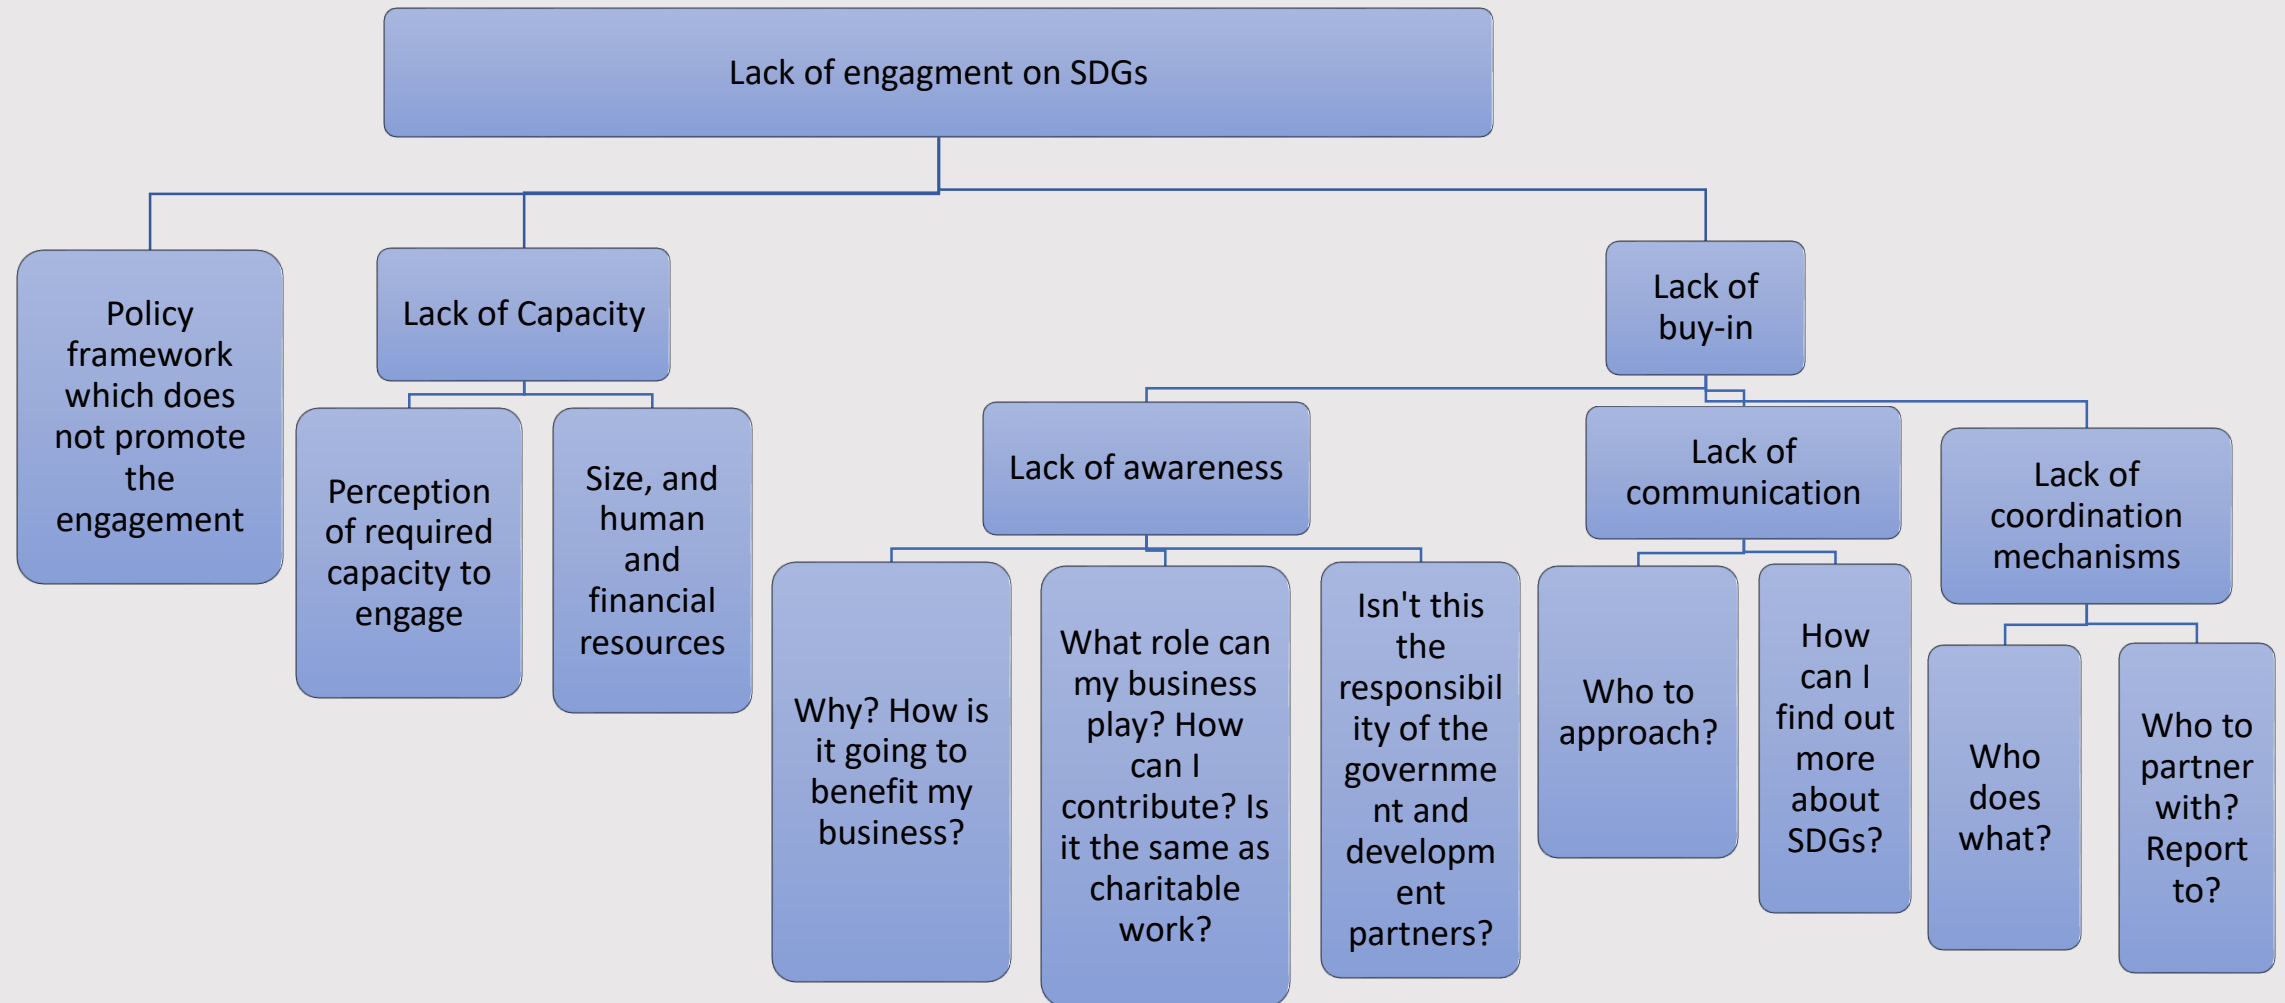 Lack of engagment on SDGs
Policy
framework
which does
not promote
the
engagement
Lack of Capacity
Perception
of required
capacity to
engage
Size, and
human
and
financial
resources
Lack of
buy-in
Lack of awareness
Why? How is
it going to
benefit my
business?
What role can
my business
play? How
can I
contribute? Is
it the same as
charitable
work?
Isn't this
the
responsibil
ity of the
governme
nt and
developm
ent
partners?
Lack of
communication
Who to
approach?
How
can I
find out
more
about
SDGs?
Lack of
coordination
mechanisms
Who
does
what?
Who to
partner
with?
Report
to?